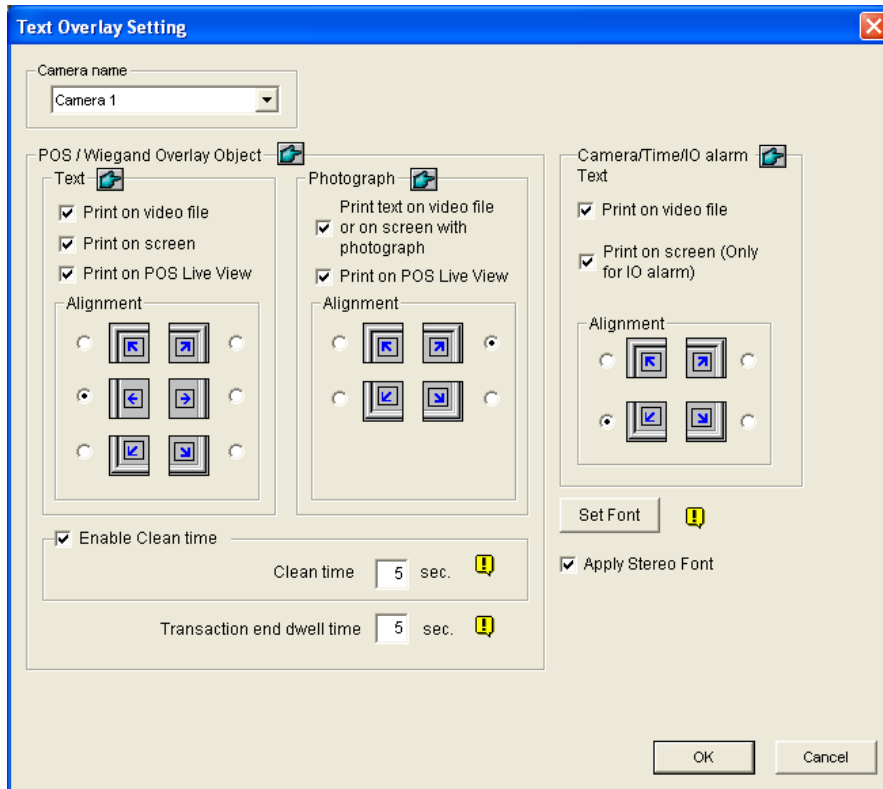 Text Overlay Setting
Camera name
Camera 1
POS / Wiegand Overlay Object
Text
Print on video file
Print on screen
Print on POS Live View
Alignment
Photograph
Print text on video file
or on screen with
photograph
Print on POS Live View
Alignment
Camera/Time/IO alarm
Text
Print on video file
Print on screen (Only
for IO alarm)
Alignment
Enable Clean time
Clean time 5 sec.
Transaction end dwell time 5 sec.
Set Font
Apply Stereo Font
OK
Cancel